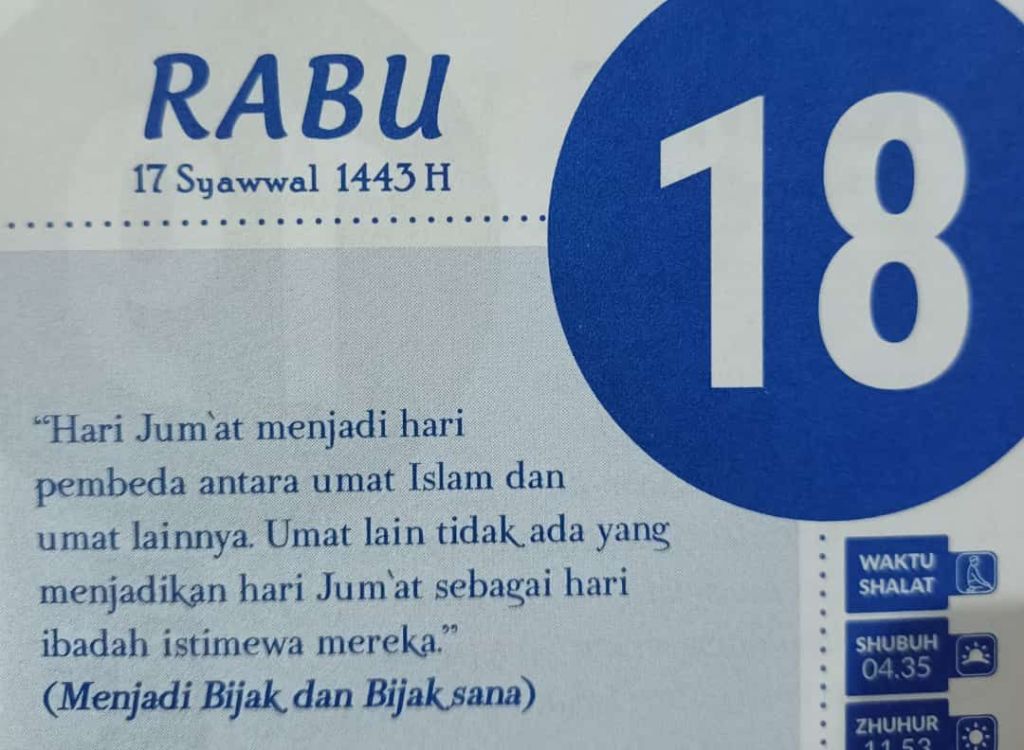 RABU
17 Syawwal 1443 H
18
“Hari Jum`at menjadi hari
pembeda antara umat Islam dan
umat lainnya. Umat lain tidak ada yang
menjadikan hari Jum`at sebagai hari
ibadah istimewa mereka.”
(Menjadi Bijak dan Bijaksana)
WAKTU
SHALAT
SHUBUH
04.35
ZHUHUR